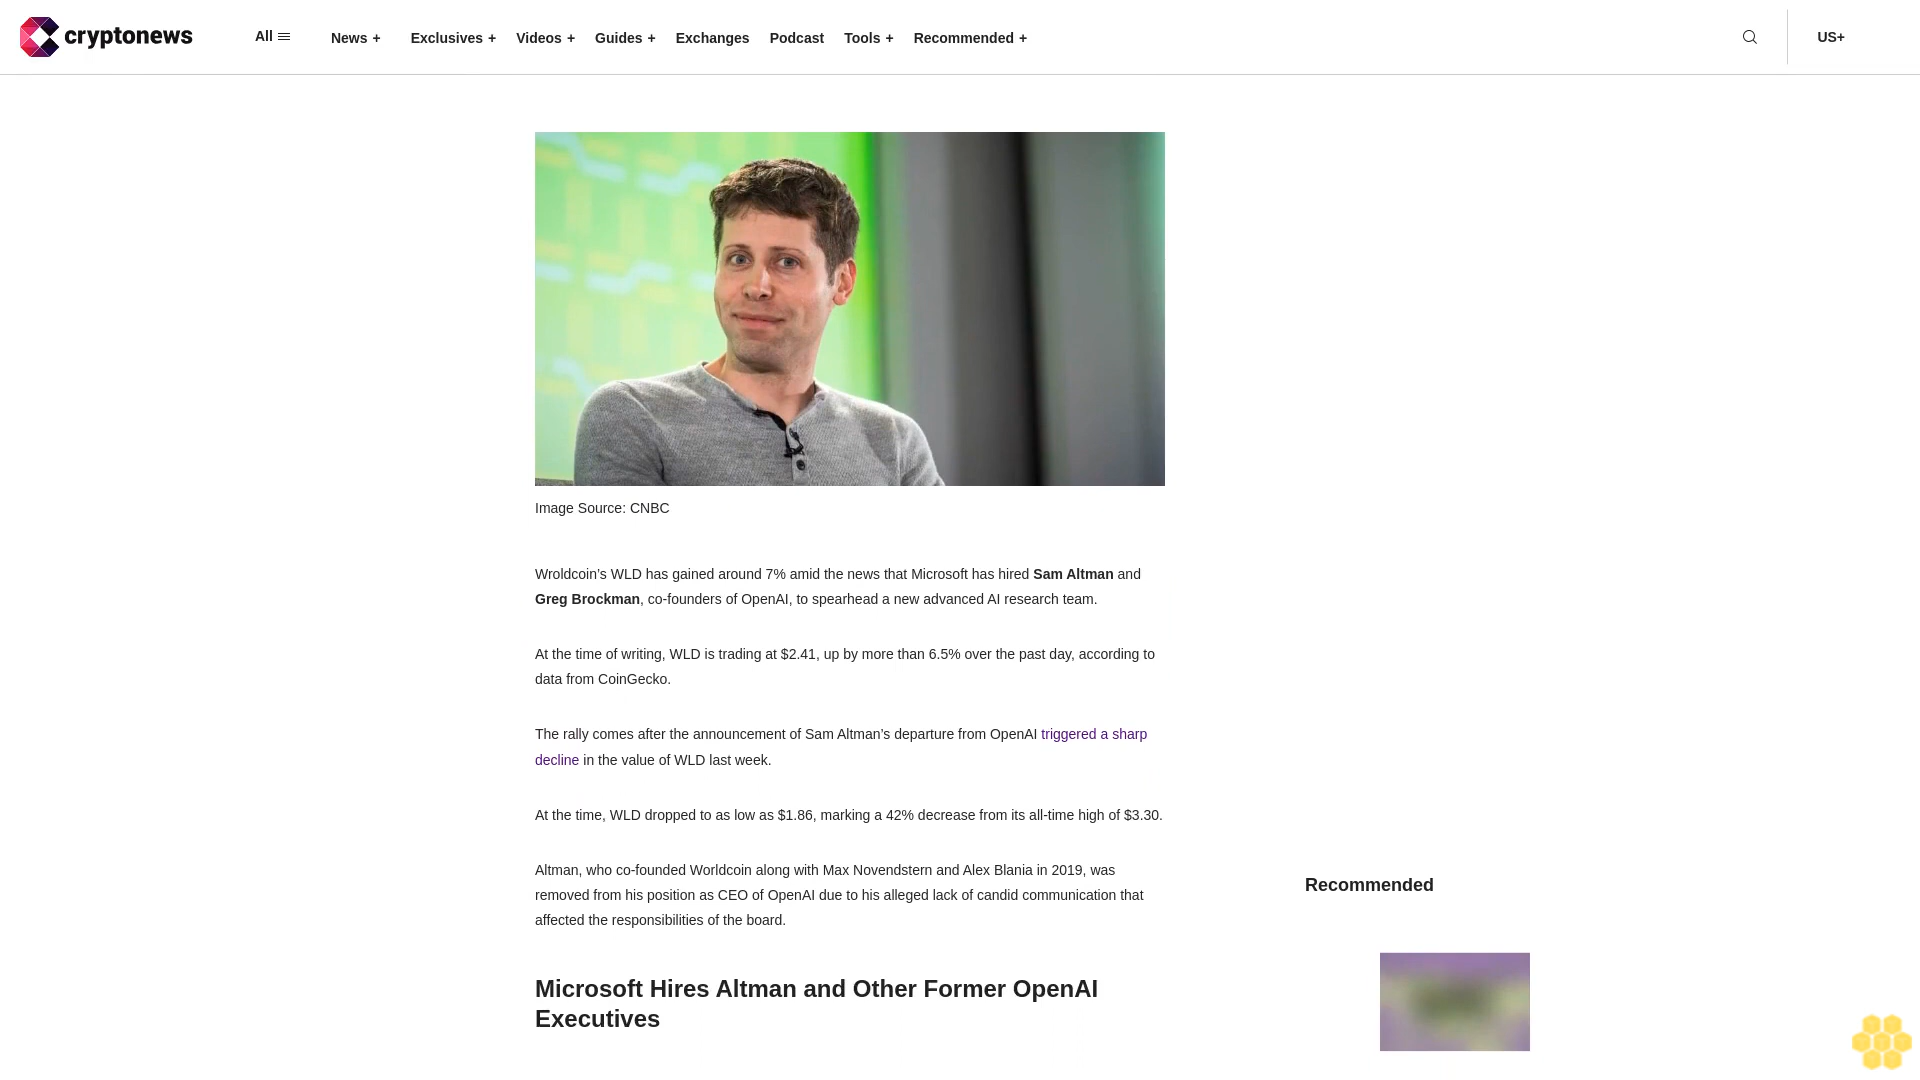 cryptonews
All
News +
Exclusives +
Videos +
Guides +
Exchanges
Podcast
Tools +
Recommended +
US+
Image Source: CNBC
Wroldcoin’s WLD has gained around 7% amid the news that Microsoft has hired Sam Altman and
Greg Brockman, co-founders of OpenAI, to spearhead a new advanced AI research team.
At the time of writing, WLD is trading at $2.41, up by more than 6.5% over the past day, according to
data from CoinGecko.
The rally comes after the announcement of Sam Altman’s departure from OpenAI triggered a sharp
decline in the value of WLD last week.
At the time, WLD dropped to as low as $1.86, marking a 42% decrease from its all-time high of $3.30.
Altman, who co-founded Worldcoin along with Max Novendstern and Alex Blania in 2019, was
removed from his position as CEO of OpenAI due to his alleged lack of candid communication that
affected the responsibilities of the board.
Microsoft Hires Altman and Other Former OpenAI
Executives
Recommended